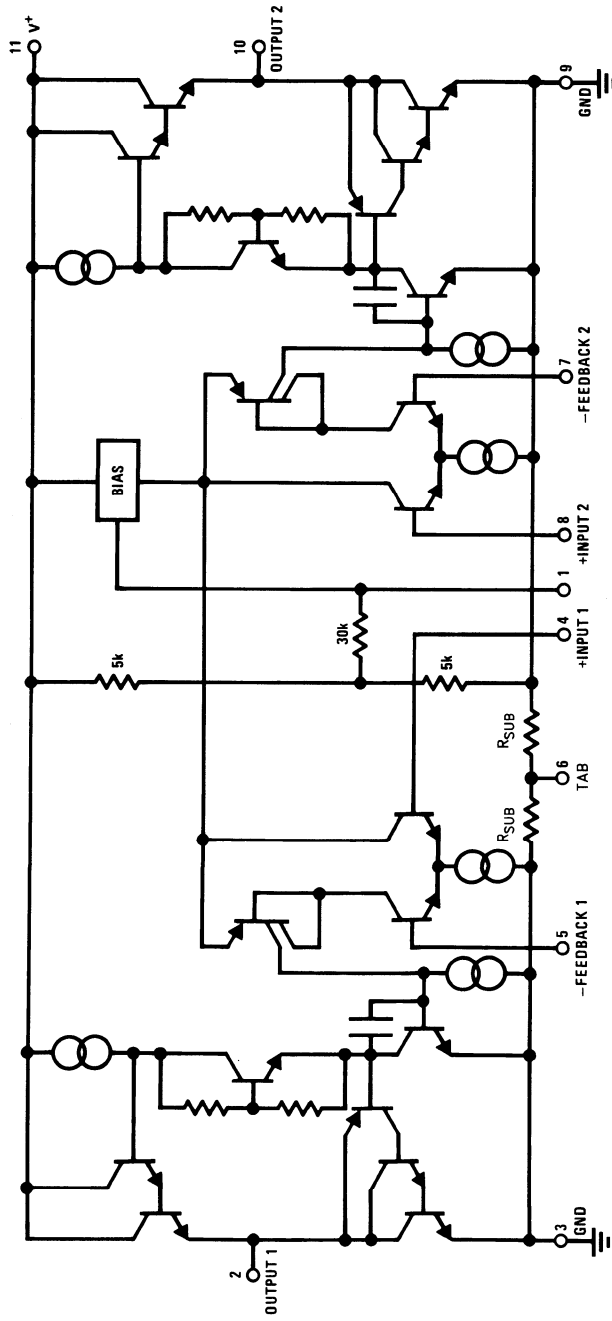 11 V+
10
OUTPUT 2
9
GND
–FEEDBACK 2
7
BIAS
8
+INPUT 2
1
30k
4
+INPUT 1
5k
5k
RSUB
6
TAB
RSUB
5
–FEEDBACK 1
2
OUTPUT 1
3
GND